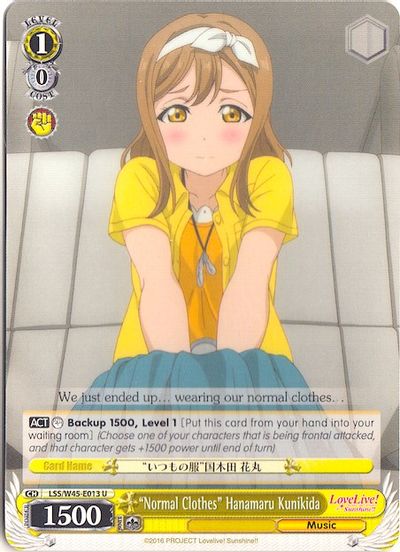 LEVEL
1
0
COST
We just ended up... wearing our normal clothes...
ACT Backup 1500, Level 1 [Put this card from your hand into your
waiting room] (Choose one of your characters that is being frontal attacked,
and that character gets +1500 power until end of turn)
Card Name
"いつもの服"国木田 花丸
CH LSS/W45-E013 U
1500
"Normal Clothes" Hanamaru Kunikida
LoveLive!
Sunshine!!
Music
©2016 PROJECT Lovelive! Sunshine!!